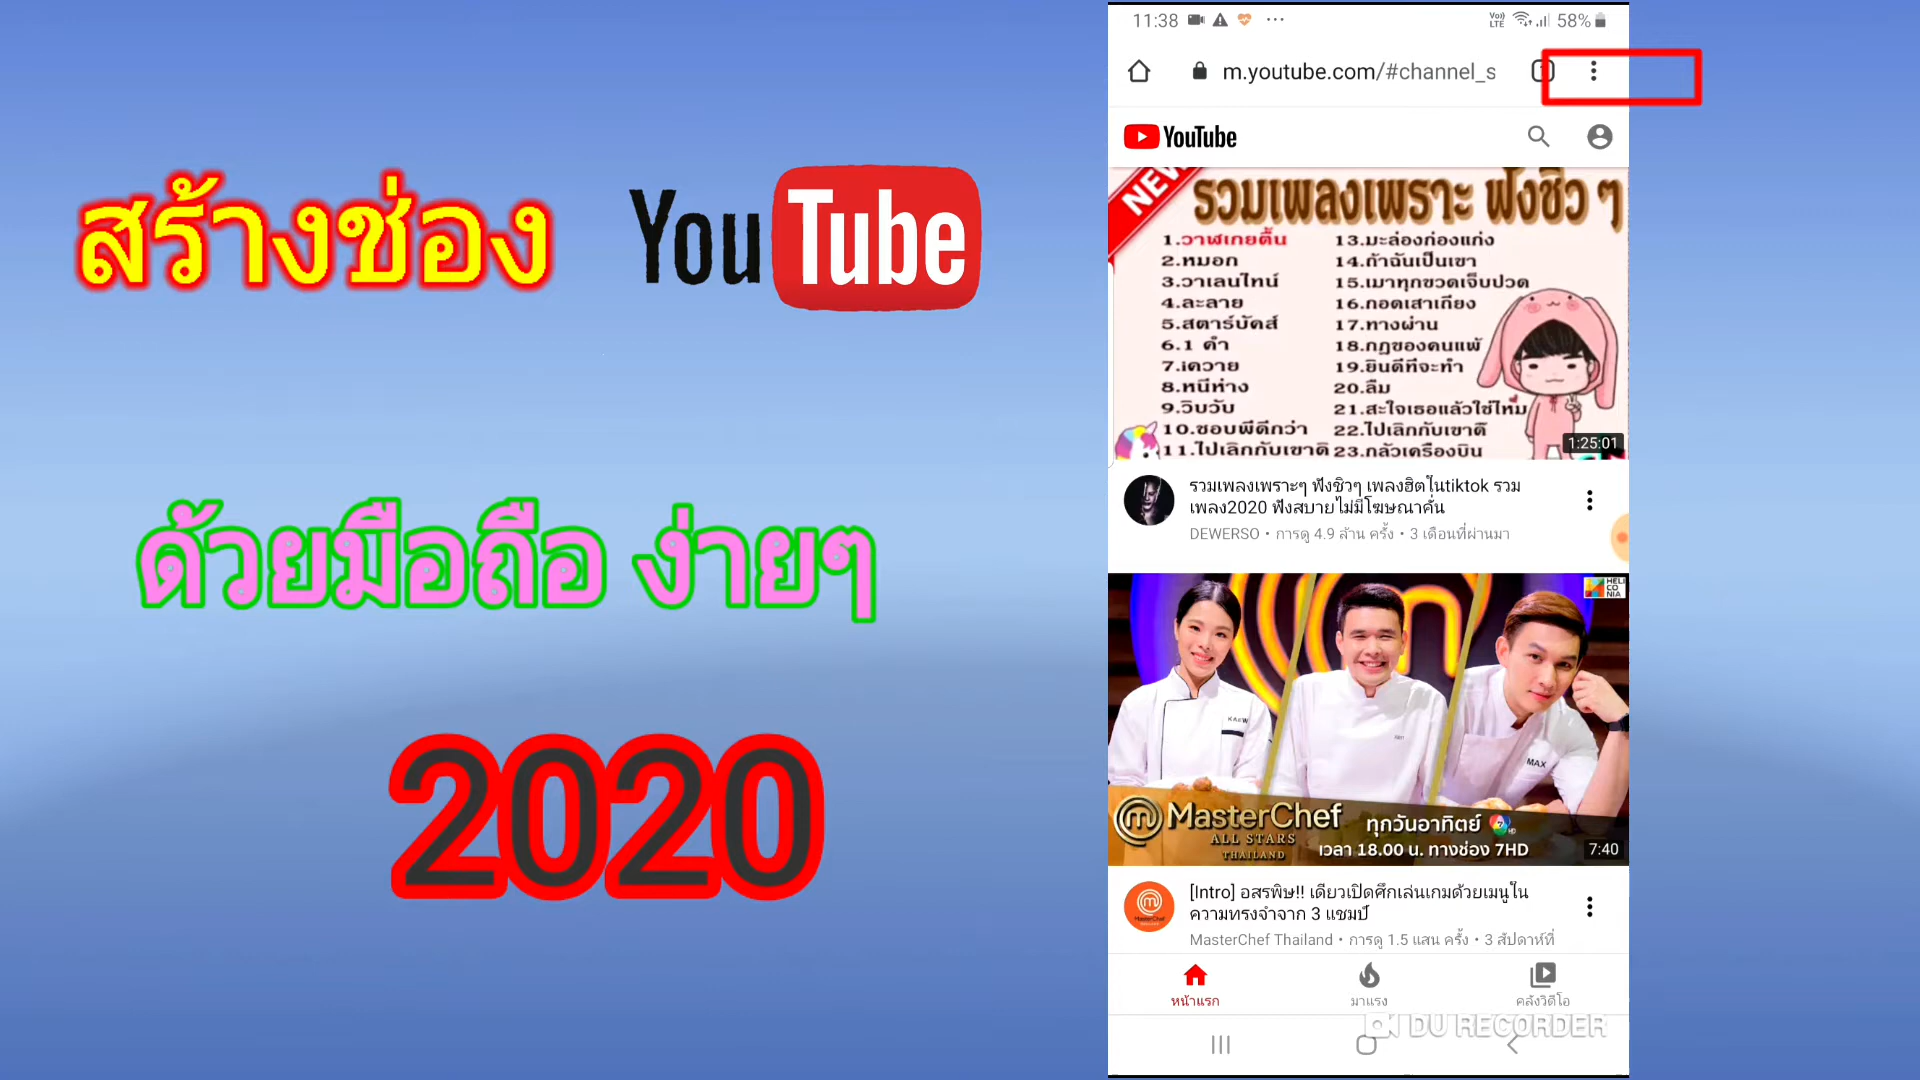 สร้างช่อง YouTube
ด้วยมือถือ ง่ายๆ
2020
11:38
Vo)) LTE 58%
m.youtube.com/#channel_s
YouTube
NEW
รวมเพลงเพราะ ฟังชิว ๆ
1.วาฬเกยตื้น
2.หมอก
3.วาเลนไทน์
4.ละลาย
5.สตาร์บัคส์
6.1 คำ
7.เดวาย
8.หนีห่าง
9.วิบวับ
10.ชอบพี่ดีกว่า
11.ไปเลิกกับเขาดิ
13.มะล่องก่องแก่ง
14.ถ้าฉันเป็นเขา
15.เมาทุกขวดเจ็บปวด
16.กอดเสาเถียง
17.ทางผ่าน
18.กฎของคนแพ้
19.ยินดีที่จะทำ
20.ลืม
21.สะใจเธอแล้วใช่ไหม
22.ไปเลิกกับเขาดิ
23.กลัวเครื่องบิน
1:25:01
รวมเพลงเพราะๆ ฟังชิวๆ เพลงฮิตในtiktok รวม
เพลง2020 ฟังสบายไม่มีโฆษณาคั่น
DEWERSO • การดู 4.9 ล้าน ครั้ง • 3 เดือนที่ผ่านมา
HELI
CO
NIA
KAEW
MAX
MasterChef
ALL STARS
THAILAND
ทุกวันอาทิตย์ 7HD
เวลา 18.00 น. ทางช่อง 7HD
7:40
MasterChef
[Intro] อสรพิษ!! เดียวเปิดศึกเล่นเกมด้วยเมนูใน
ความทรงจำจาก 3 แชมป์
MasterChef Thailand • การดู 1.5 แสน ครั้ง • 3 สัปดาห์ที่
หน้าแรก
มาแรง
คลังวิดีโอ
DU RECORDER